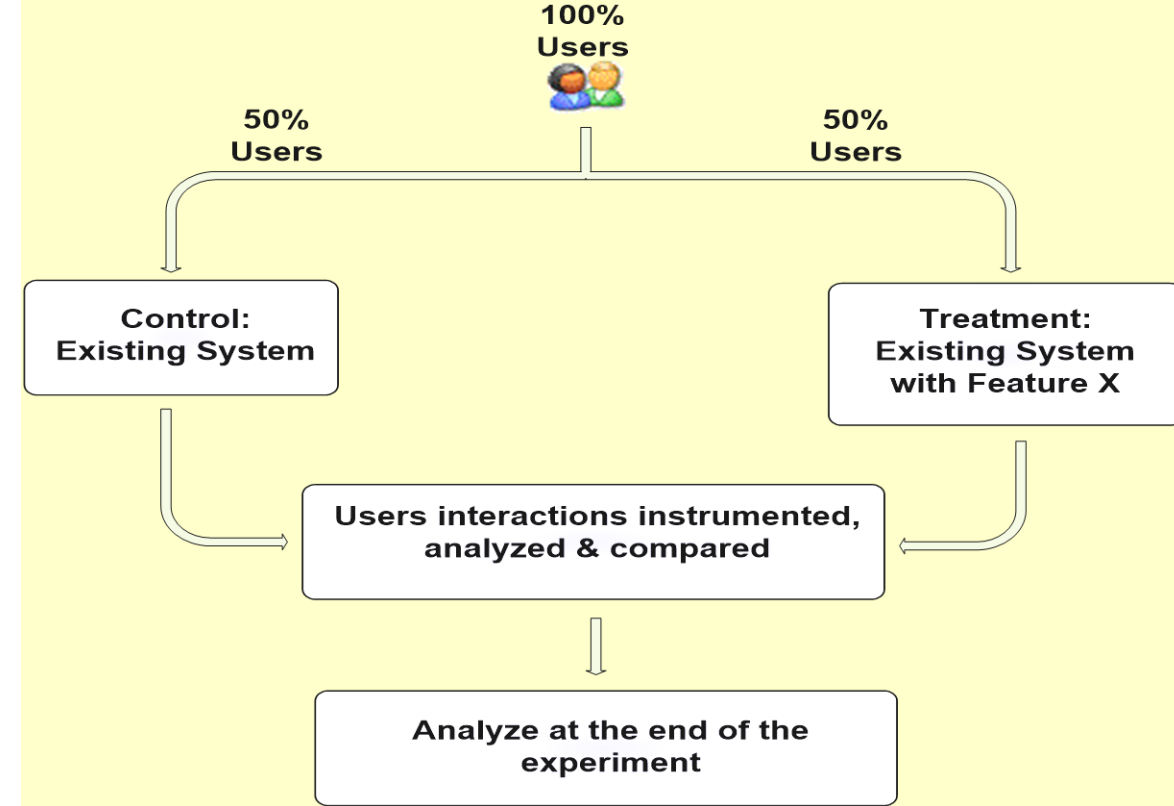 100%
Users
50%
Users
50%
Users
Control:
Existing System
Treatment:
Existing System
with Feature X
Users interactions instrumented,
analyzed & compared
Analyze at the end of the
experiment